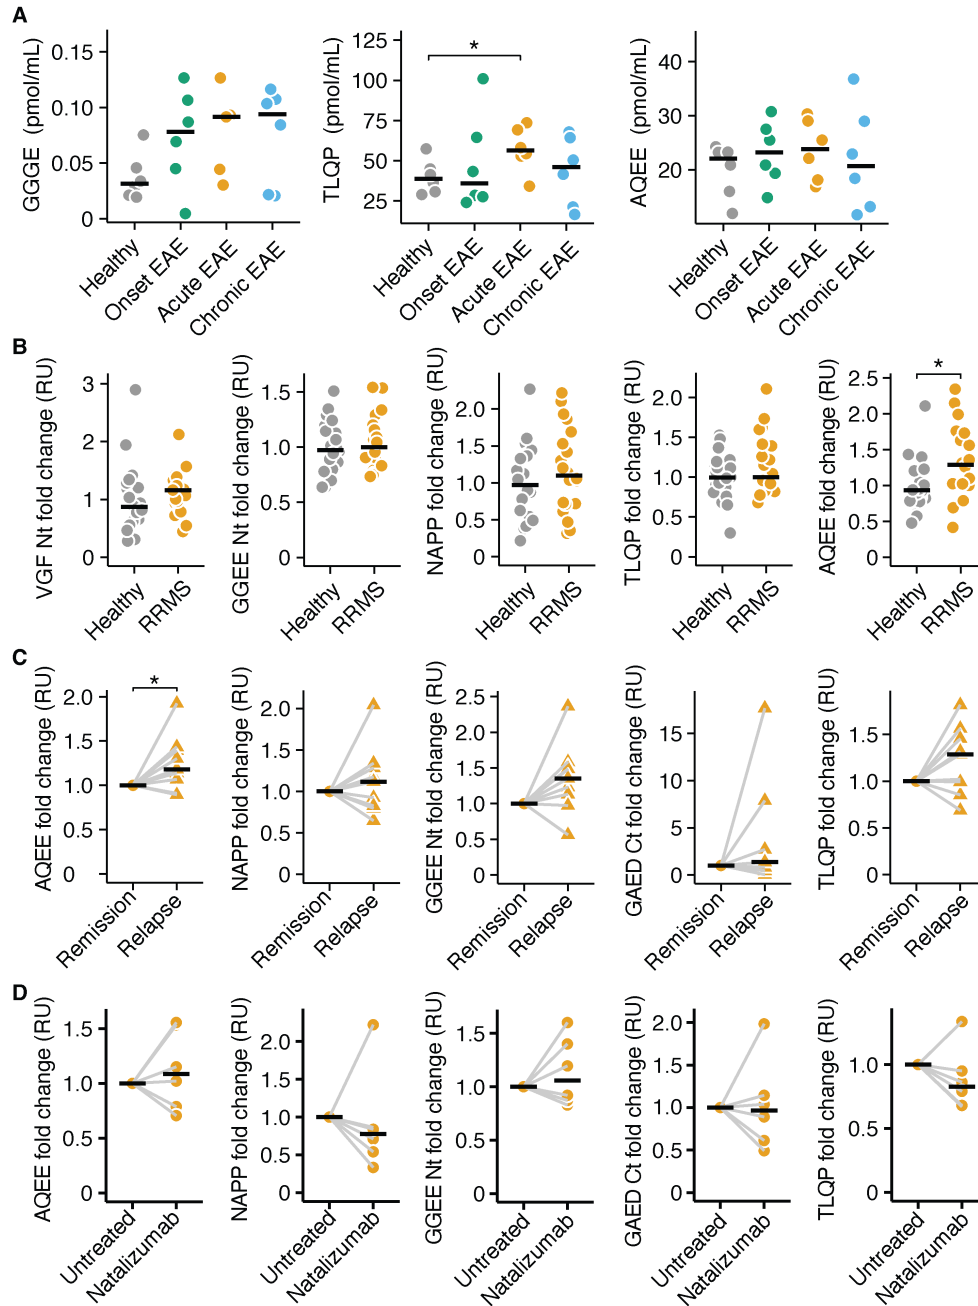 A
GGGE (pmol/mL)
0.15
0.10
0.05
0
Healthy
Onset EAE
Acute EAE
Chronic EAE
TLQP (pmol/mL)
125
100
75
50
25
*
Healthy
Onset EAE
Acute EAE
Chronic EAE
AQEE (pmol/mL)
40
30
20
Healthy
Onset EAE
Acute EAE
Chronic EAE
B
VGF Nt fold change (RU)
3
2
1
0
Healthy
RRMS
GGEE Nt fold change (RU)
1.5
1.0
0.5
0
Healthy
RRMS
NAPP fold change (RU)
2.0
1.5
1.0
0.5
0
Healthy
RRMS
TLQP fold change (RU)
2.0
1.5
1.0
0.5
0
Healthy
RRMS
AQEE fold change (RU)
2.5
2.0
1.5
1.0
0.5
0
*
Healthy
RRMS
C
AQEE fold change (RU)
2.0
1.5
1.0
0.5
0
*
Remission
Relapse
NAPP fold change (RU)
2.0
1.5
1.0
0.5
0
Remission
Relapse
GGEE Nt fold change (RU)
2.5
2.0
1.5
1.0
0.5
0
Remission
Relapse
GAED Ct fold change (RU)
15
10
5
0
Remission
Relapse
TLQP fold change (RU)
1.5
1.0
0.5
0
Remission
Relapse
D
AQEE fold change (RU)
1.5
1.0
0.5
0
Untreated
Natalizumab
NAPP fold change (RU)
2.0
1.5
1.0
0.5
0
Untreated
Natalizumab
GGEE Nt fold change (RU)
1.5
1.0
0.5
0
Untreated
Natalizumab
GAED Ct fold change (RU)
2.0
1.5
1.0
0.5
0
Untreated
Natalizumab
TLQP fold change (RU)
1.0
0.5
0
Untreated
Natalizumab